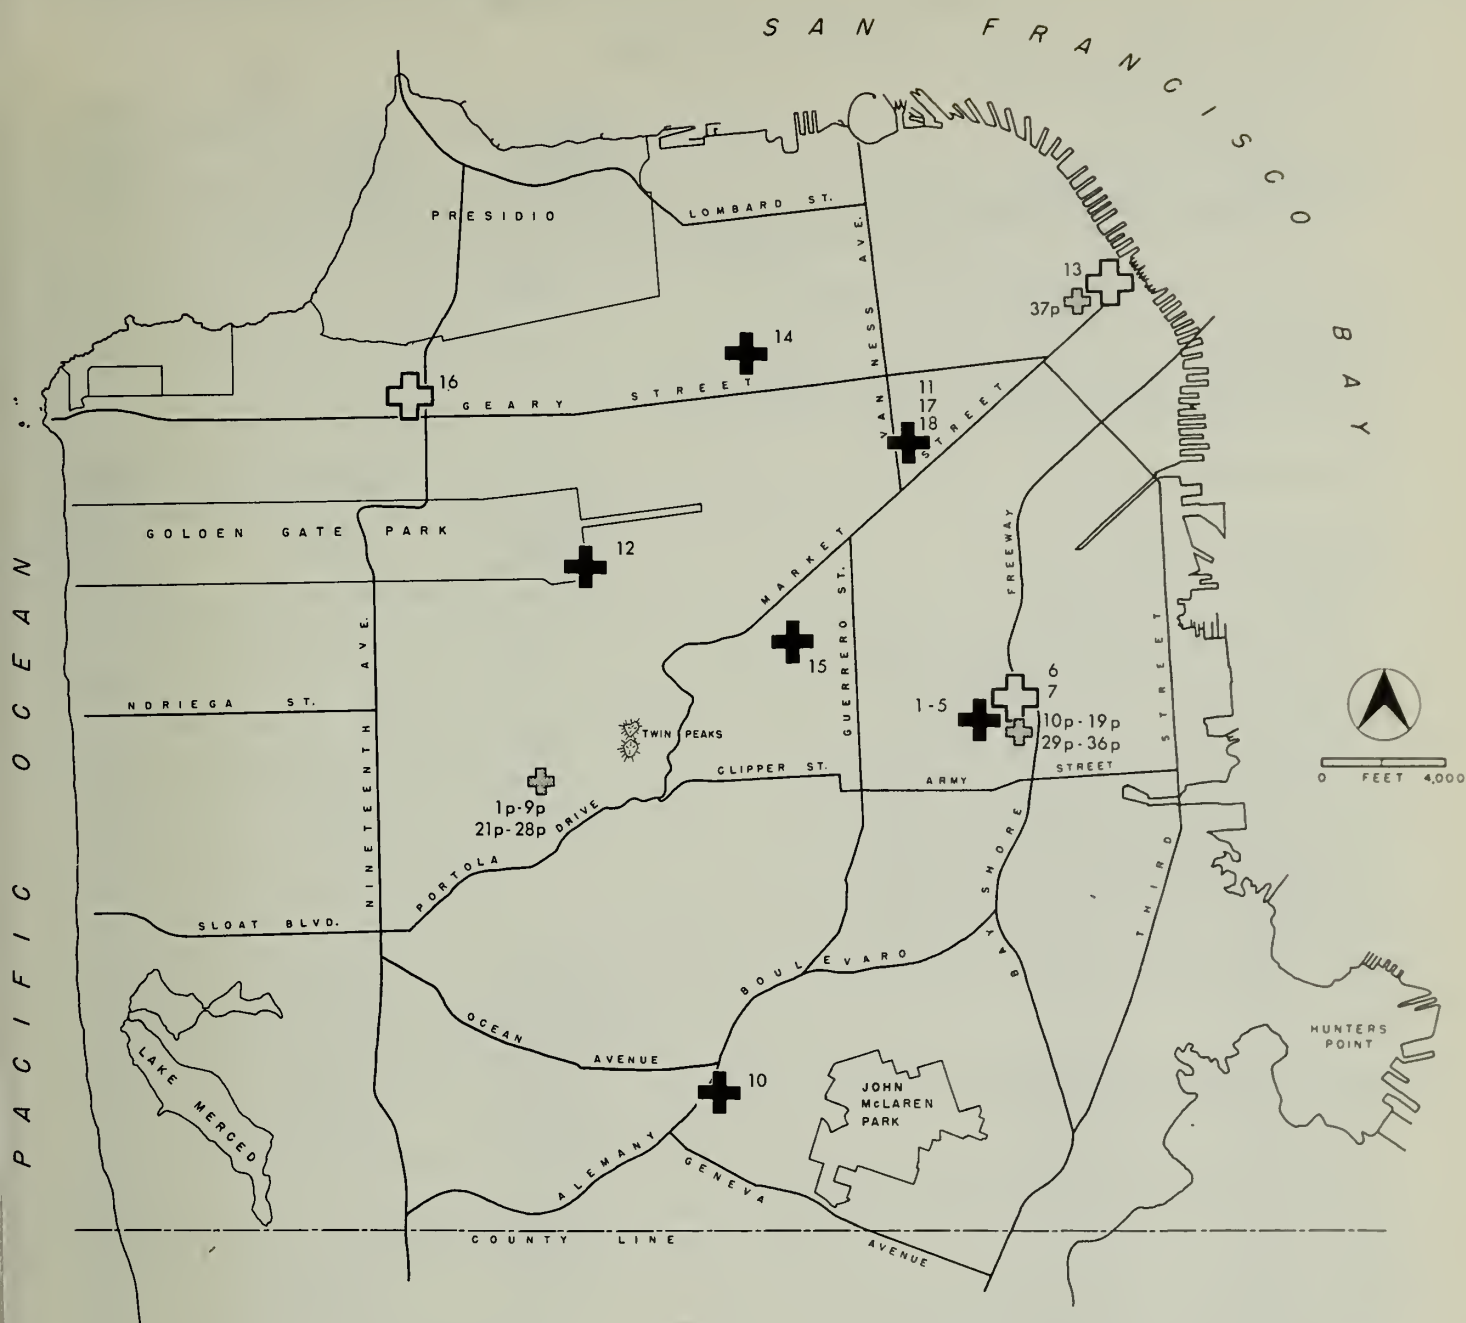 SAN FRANCISCO BAY
PRESIDIO
LOMBARD ST.
VAN NESS AVE.
13
37p
14
16
GEARY STREET
11
17
18
MARKET STREET
GOLDEN GATE PARK
12
FREEWAY
PACIFIC OCEAN
NINETEENTH AVE.
GUERRERO ST.
15
6
7
1-5
10p-19p
29p-36p
THIRD STREET
NORIEGA ST.
TWIN PEAKS
CLIPPER ST.
ARMY STREET
0 FEET 4,000
1p-9p
21p-28p
PORTOLA DRIVE
BAY SHORE
SLOAT BLVD.
BOULEVARD
OCEAN AVENUE
HUNTERS
POINT
LAKE MERCED
10
JOHN
McLAREN
PARK
ALEMANY
GENEVA AVENUE
COUNTY LINE